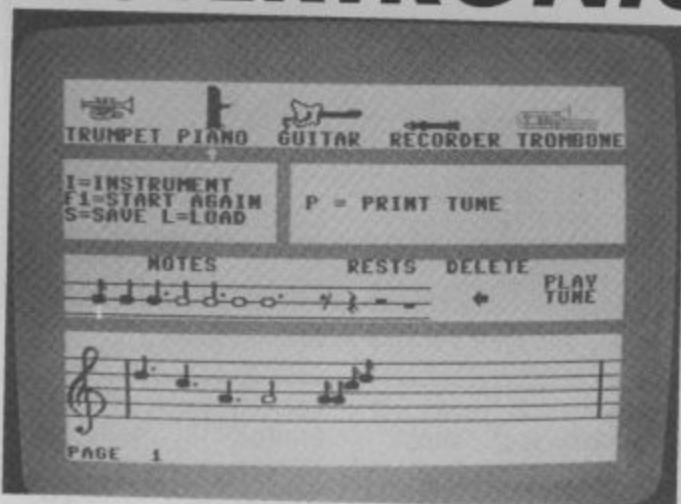 TRUMPET PIANO GUITAR RECORDER TROMBONE
I=INSTRUMENT
F1=START AGAIN
S=SAVE L=LOAD
P = PRINT TUNE
NOTES RESTS DELETE
PLAY
TUNE
PAGE 1